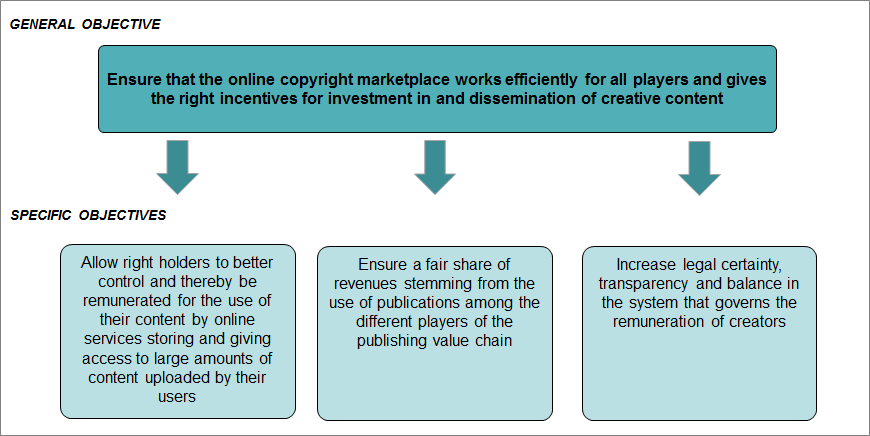 GENERAL OBJECTIVE
Ensure that the online copyright marketplace works efficiently for all players and gives
the right incentives for investment in and dissemination of creative content
SPECIFIC OBJECTIVES
Allow right holders to better
control and thereby be
remunerated for the use of
their content by online
services storing and giving
access to large amounts of
content uploaded by their
users
Ensure a fair share of
revenues stemming from the
use of publications among the
different players of the
publishing value chain
Increase legal certainty,
transparency and balance in
the system that governs the
remuneration of creators